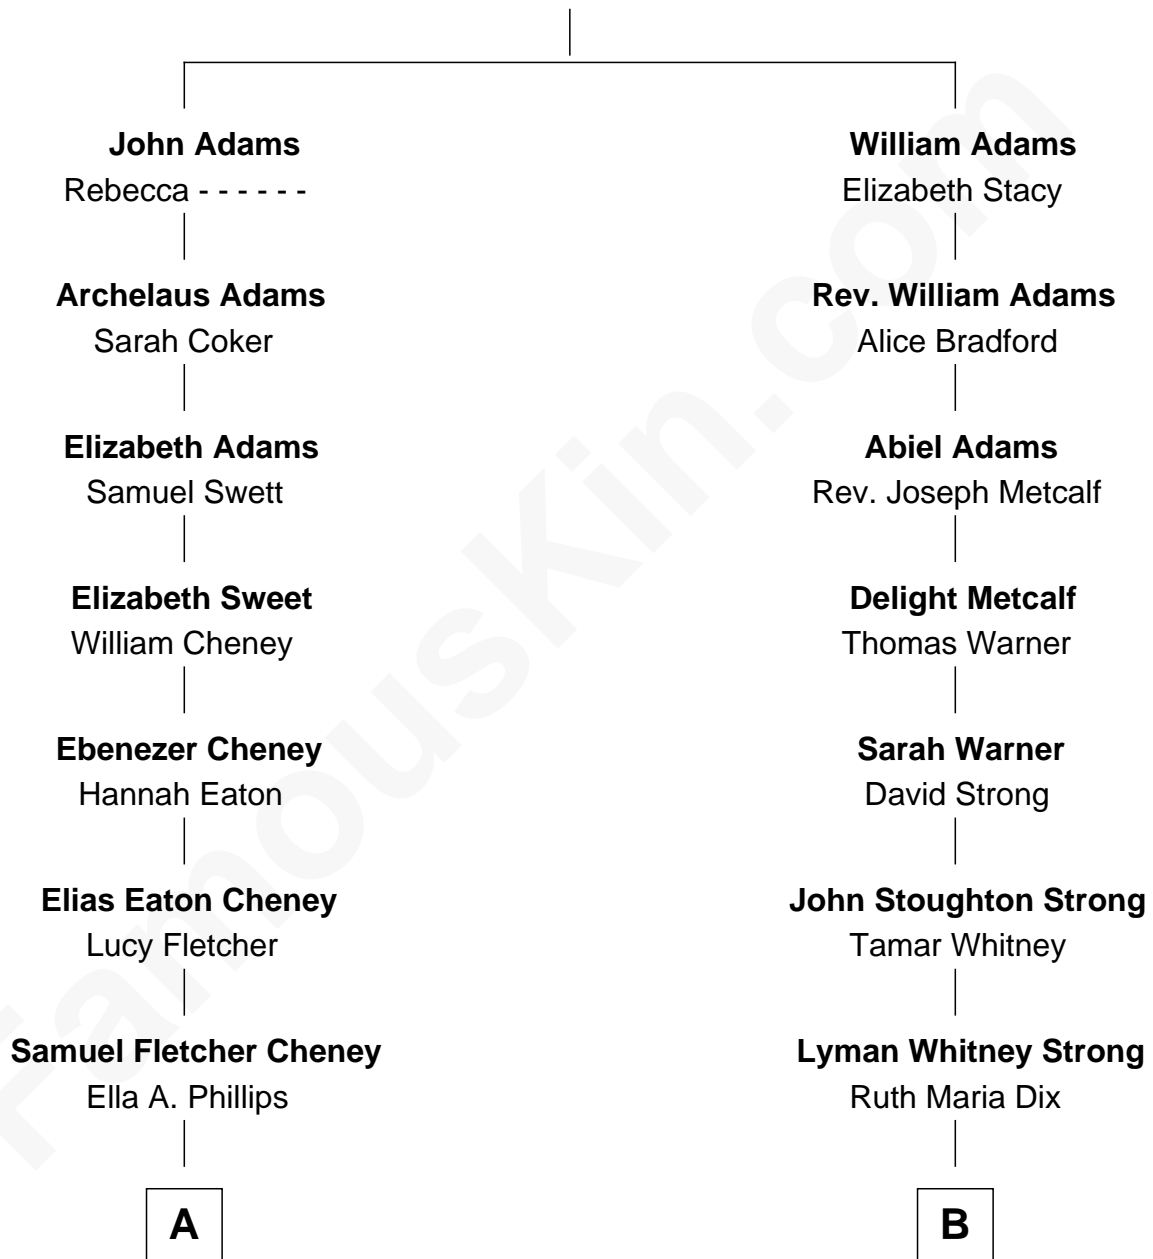 John Adams
Rebecca - - - - - -
Archelaus Adams
Sarah Coker
Elizabeth Adams
Samuel Swett
Elizabeth Sweet
William Cheney
Ebenezer Cheney
Hannah Eaton
Elias Eaton Cheney
Lucy Fletcher
Samuel Fletcher Cheney
Ella A. Phillips
A
William Adams
Elizabeth Stacy
Rev. William Adams
Alice Bradford
Abiel Adams
Rev. Joseph Metcalf
Delight Metcalf
Thomas Warner
Sarah Warner
David Strong
John Stoughton Strong
Tamar Whitney
Lyman Whitney Strong
Ruth Maria Dix
B
FamousKin.com